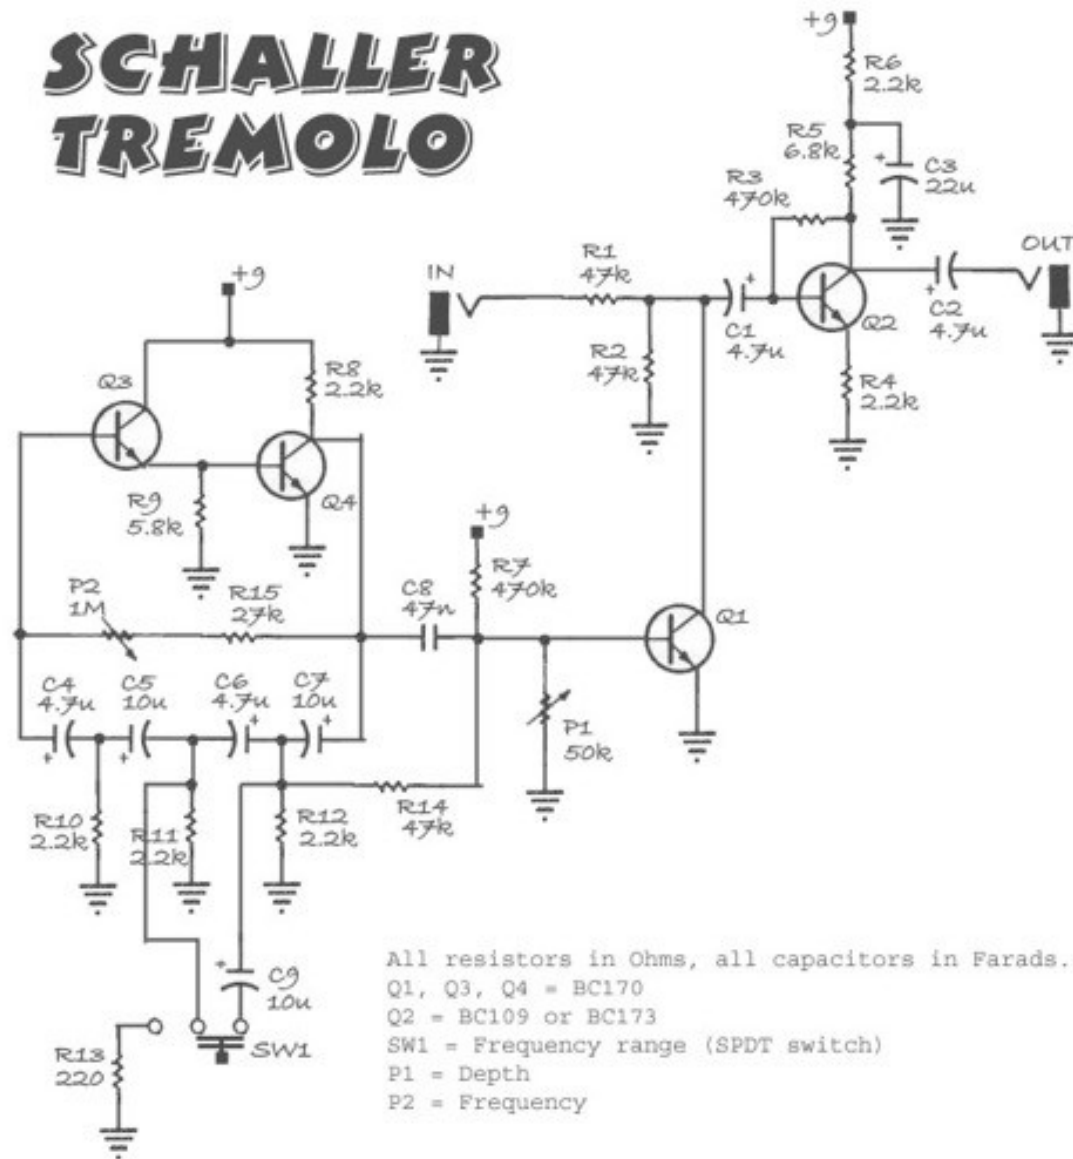 SCHALLER
TREMOLO
+9
R6
2.2k
R5
6.8k
C3
22u
R3
470k
R1
47k
IN
OUT
+9
C1
4.7u
Q2
C2
4.7u
R2
47k
R4
2.2k
Q3
R8
2.2k
R9
5.8k
Q4
+9
R7
470k
P2
1M
R15
27k
C8
47n
Q1
C4
4.7u
C5
10u
C6
4.7u
C7
10u
P1
50k
R10
2.2k
R11
2.2k
R12
2.2k
R14
47k
C9
10u
R13
220
SW1
+
+
+
+
+
+
+
+
All resistors in Ohms, all capacitors in Farads.
Q1, Q3, Q4 = BC170
Q2 = BC109 or BC173
SW1 = Frequency range (SPDT switch)
P1 = Depth
P2 = Frequency